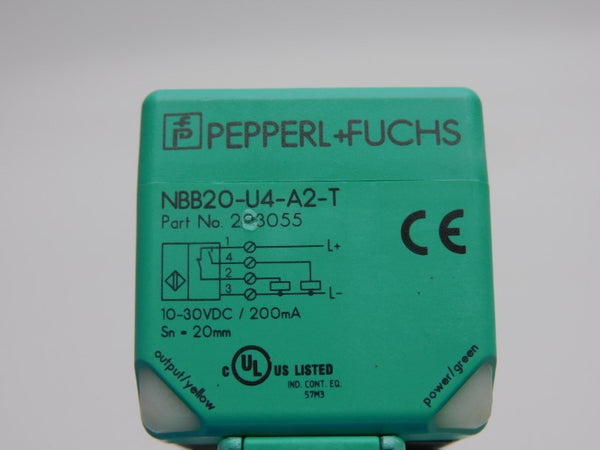 PEPPERL+FUCHS
NBB20-U4-A2-T
Part No. 293055
1 L+
4
2
3 L-
10-30VDC / 200mA
Sn = 20mm
output/yellow
C UL US LISTED
IND. CONT. EQ.
57M3
power/green
CE